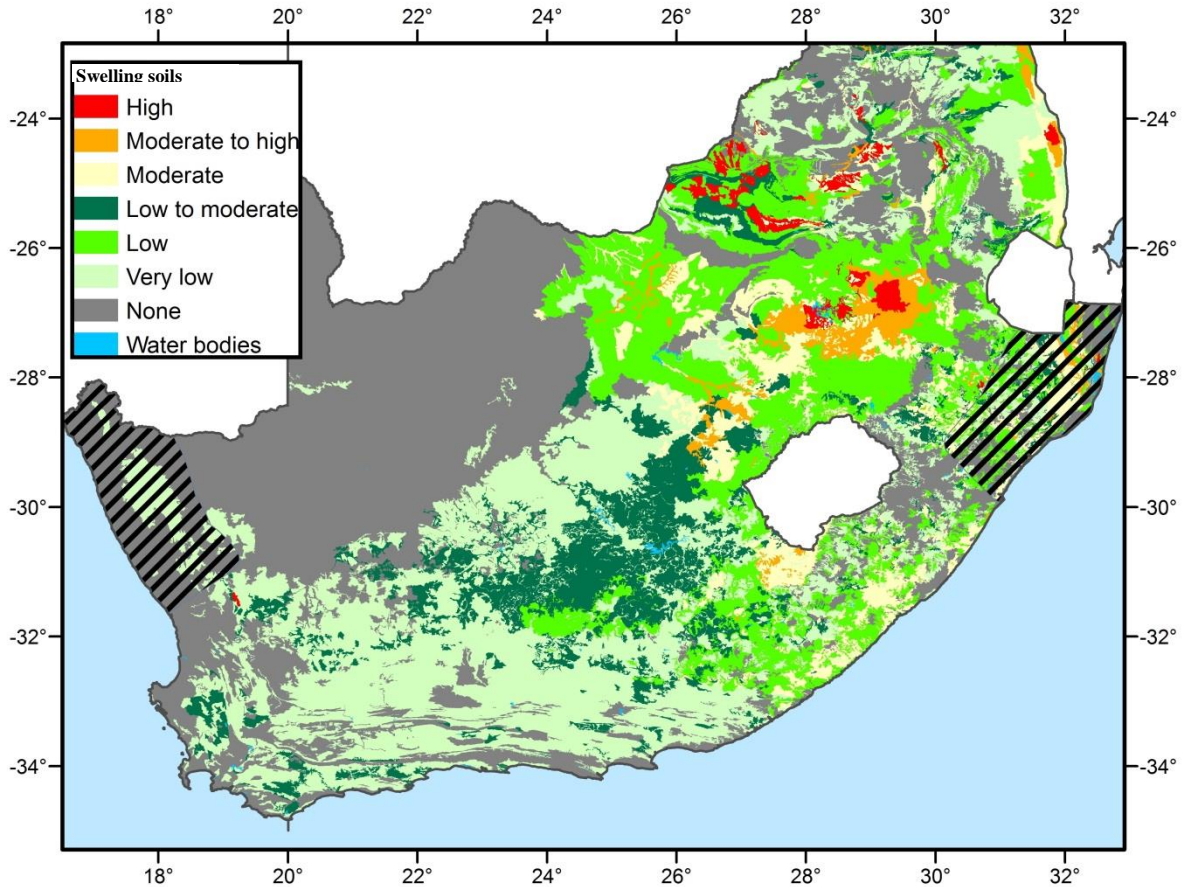 18° 20° 22° 24° 26° 28° 30° 32°
Swelling soils
High
Moderate to high
Moderate
Low to moderate
Low
Very low
None
Water bodies
-24° -24°
-26° -26°
-28° -28°
-30° -30°
-32° -32°
-34° -34°
18° 20° 22° 24° 26° 28° 30° 32°